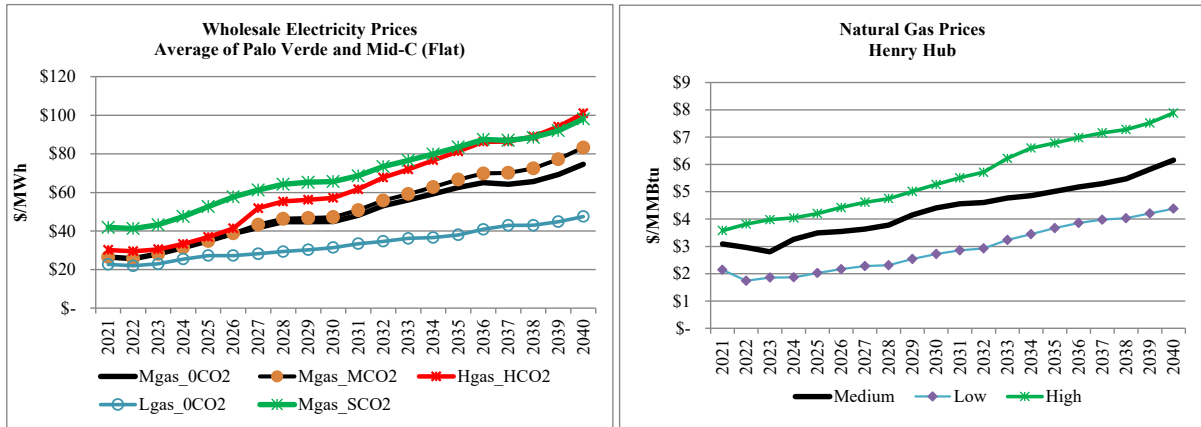 Wholesale Electricity Prices
Average of Palo Verde and Mid-C (Flat)
$/MWh
$120
$100
$80
$60
$40
$20
$-
2021 2022 2023 2024 2025 2026 2027 2028 2029 2030 2031 2032 2033 2034 2035 2036 2037 2038 2039 2040
Mgas_0CO2 Mgas_MCO2 Hgas_HCO2
Lgas_0CO2 Mgas_SCO2
Natural Gas Prices
Henry Hub
$/MMBtu
$9
$8
$7
$6
$5
$4
$3
$2
$1
$-
2021 2022 2023 2024 2025 2026 2027 2028 2029 2030 2031 2032 2033 2034 2035 2036 2037 2038 2039 2040
Medium Low High